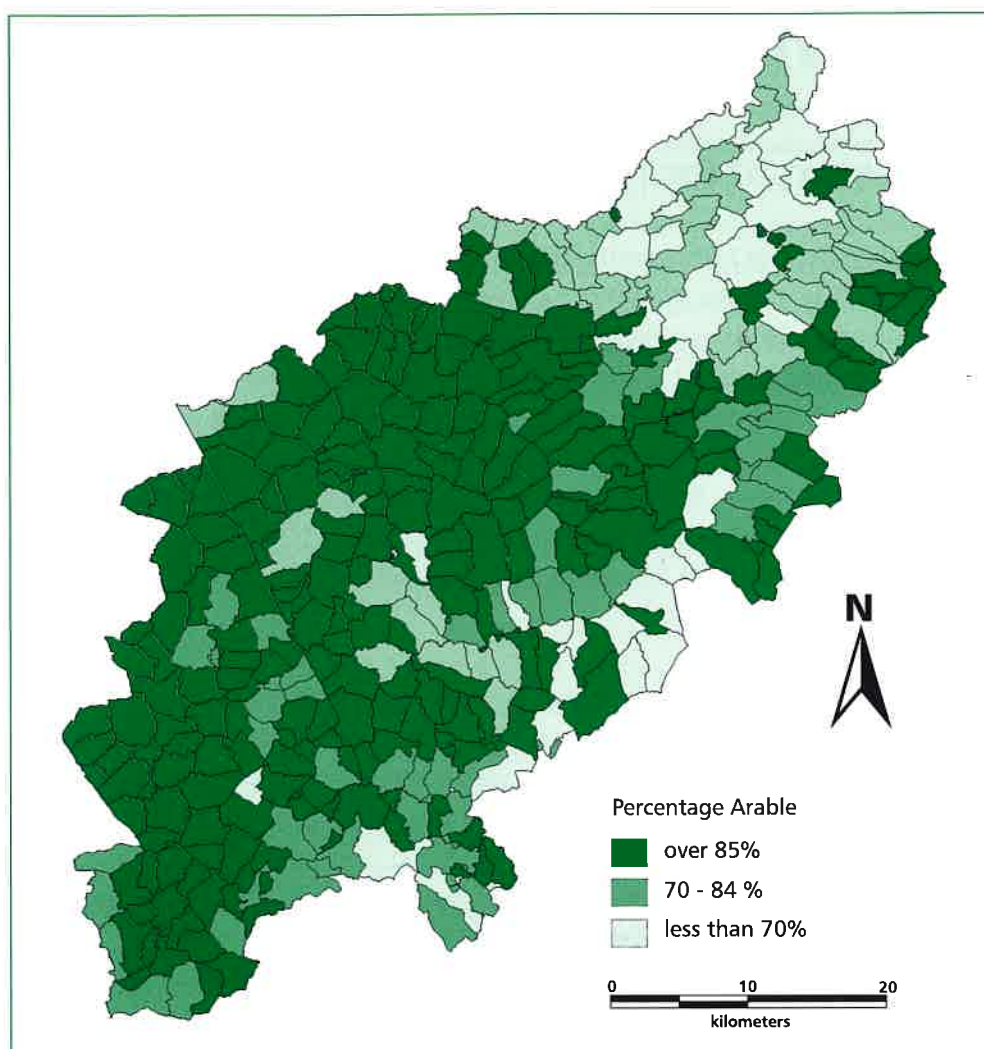 N
Percentage Arable
over 85%
70 - 84 %
less than 70%
0 10 20
kilometers